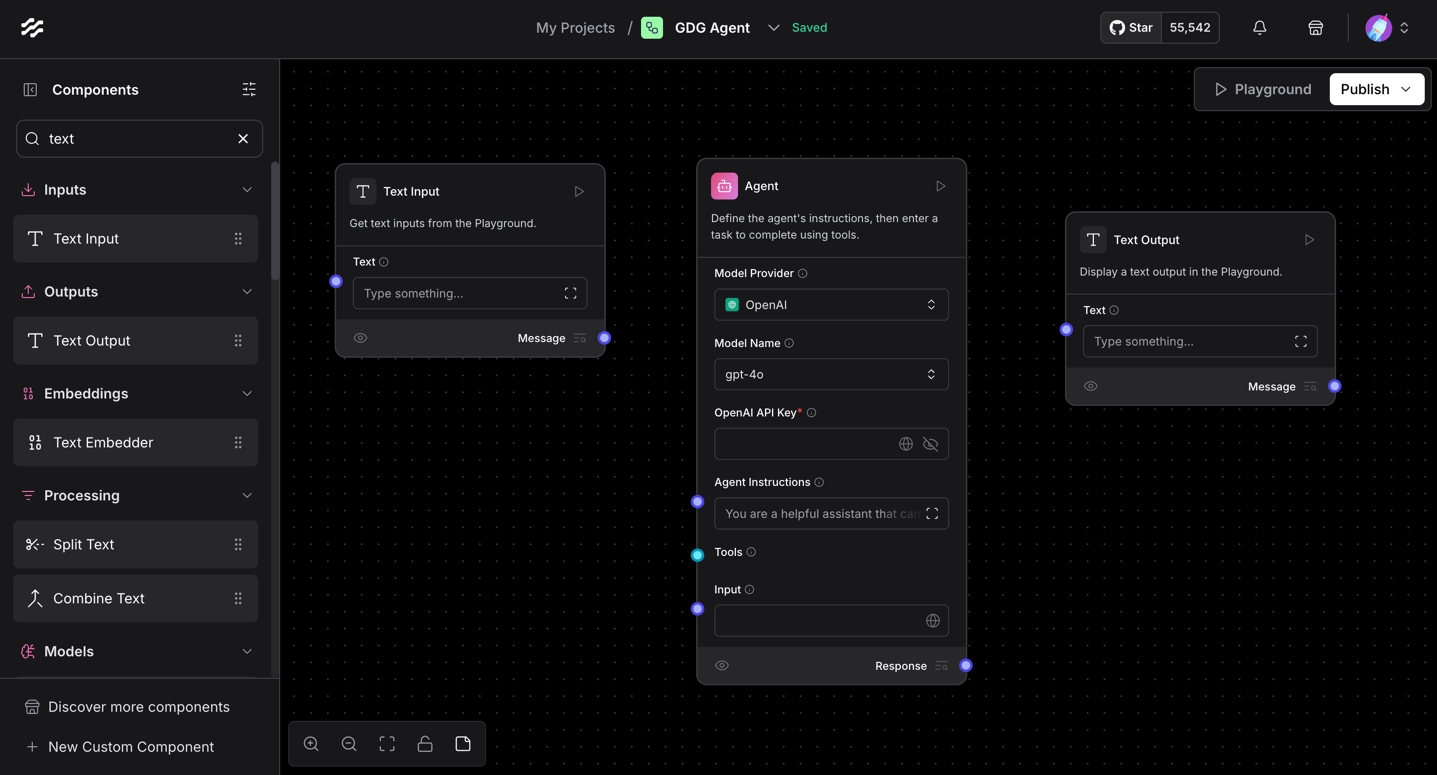 My Projects / GDG Agent Saved
Star 55,542
Components
text
Inputs
Text Input
Outputs
Text Output
Embeddings
Text Embedder
Processing
Split Text
Combine Text
Models
Discover more components
New Custom Component
Playground
Publish
Text Input
Get text inputs from the Playground.
Text
Type something...
Message
Agent
Define the agent's instructions, then enter a
task to complete using tools.
Model Provider
OpenAI
Model Name
gpt-4o
OpenAI API Key*
Agent Instructions
You are a helpful assistant that can
Tools
Input
Response
Text Output
Display a text output in the Playground.
Text
Type something...
Message